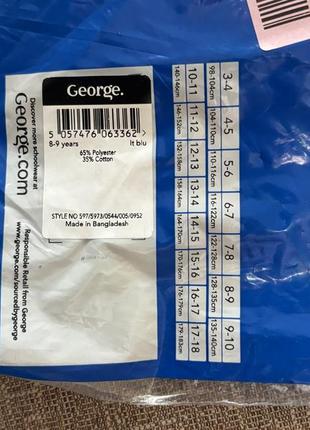 Discover more schoolwear at
George.com
Responsible Retail from George
www.george.com/sourcedbygeorge
George.
5 057476 063362 >
8-9 years lt blu
65% Polyester
35% Cotton
STYLE NO 597/5973/0544/005/0952
Made in Bangladesh
3-4 4-5 5-6 6-7 7-8 8-9 9-10
98-104cm 104-110cm 110-116cm 116-122cm 122-128cm 128-135cm 135-140cm
10-11 11-12 12-13 13-14 14-15 15-16 16-17 17-18
140-146cm 146-152cm 152-158cm 158-164cm 164-170cm 170-176cm 176-179cm 179-183cm